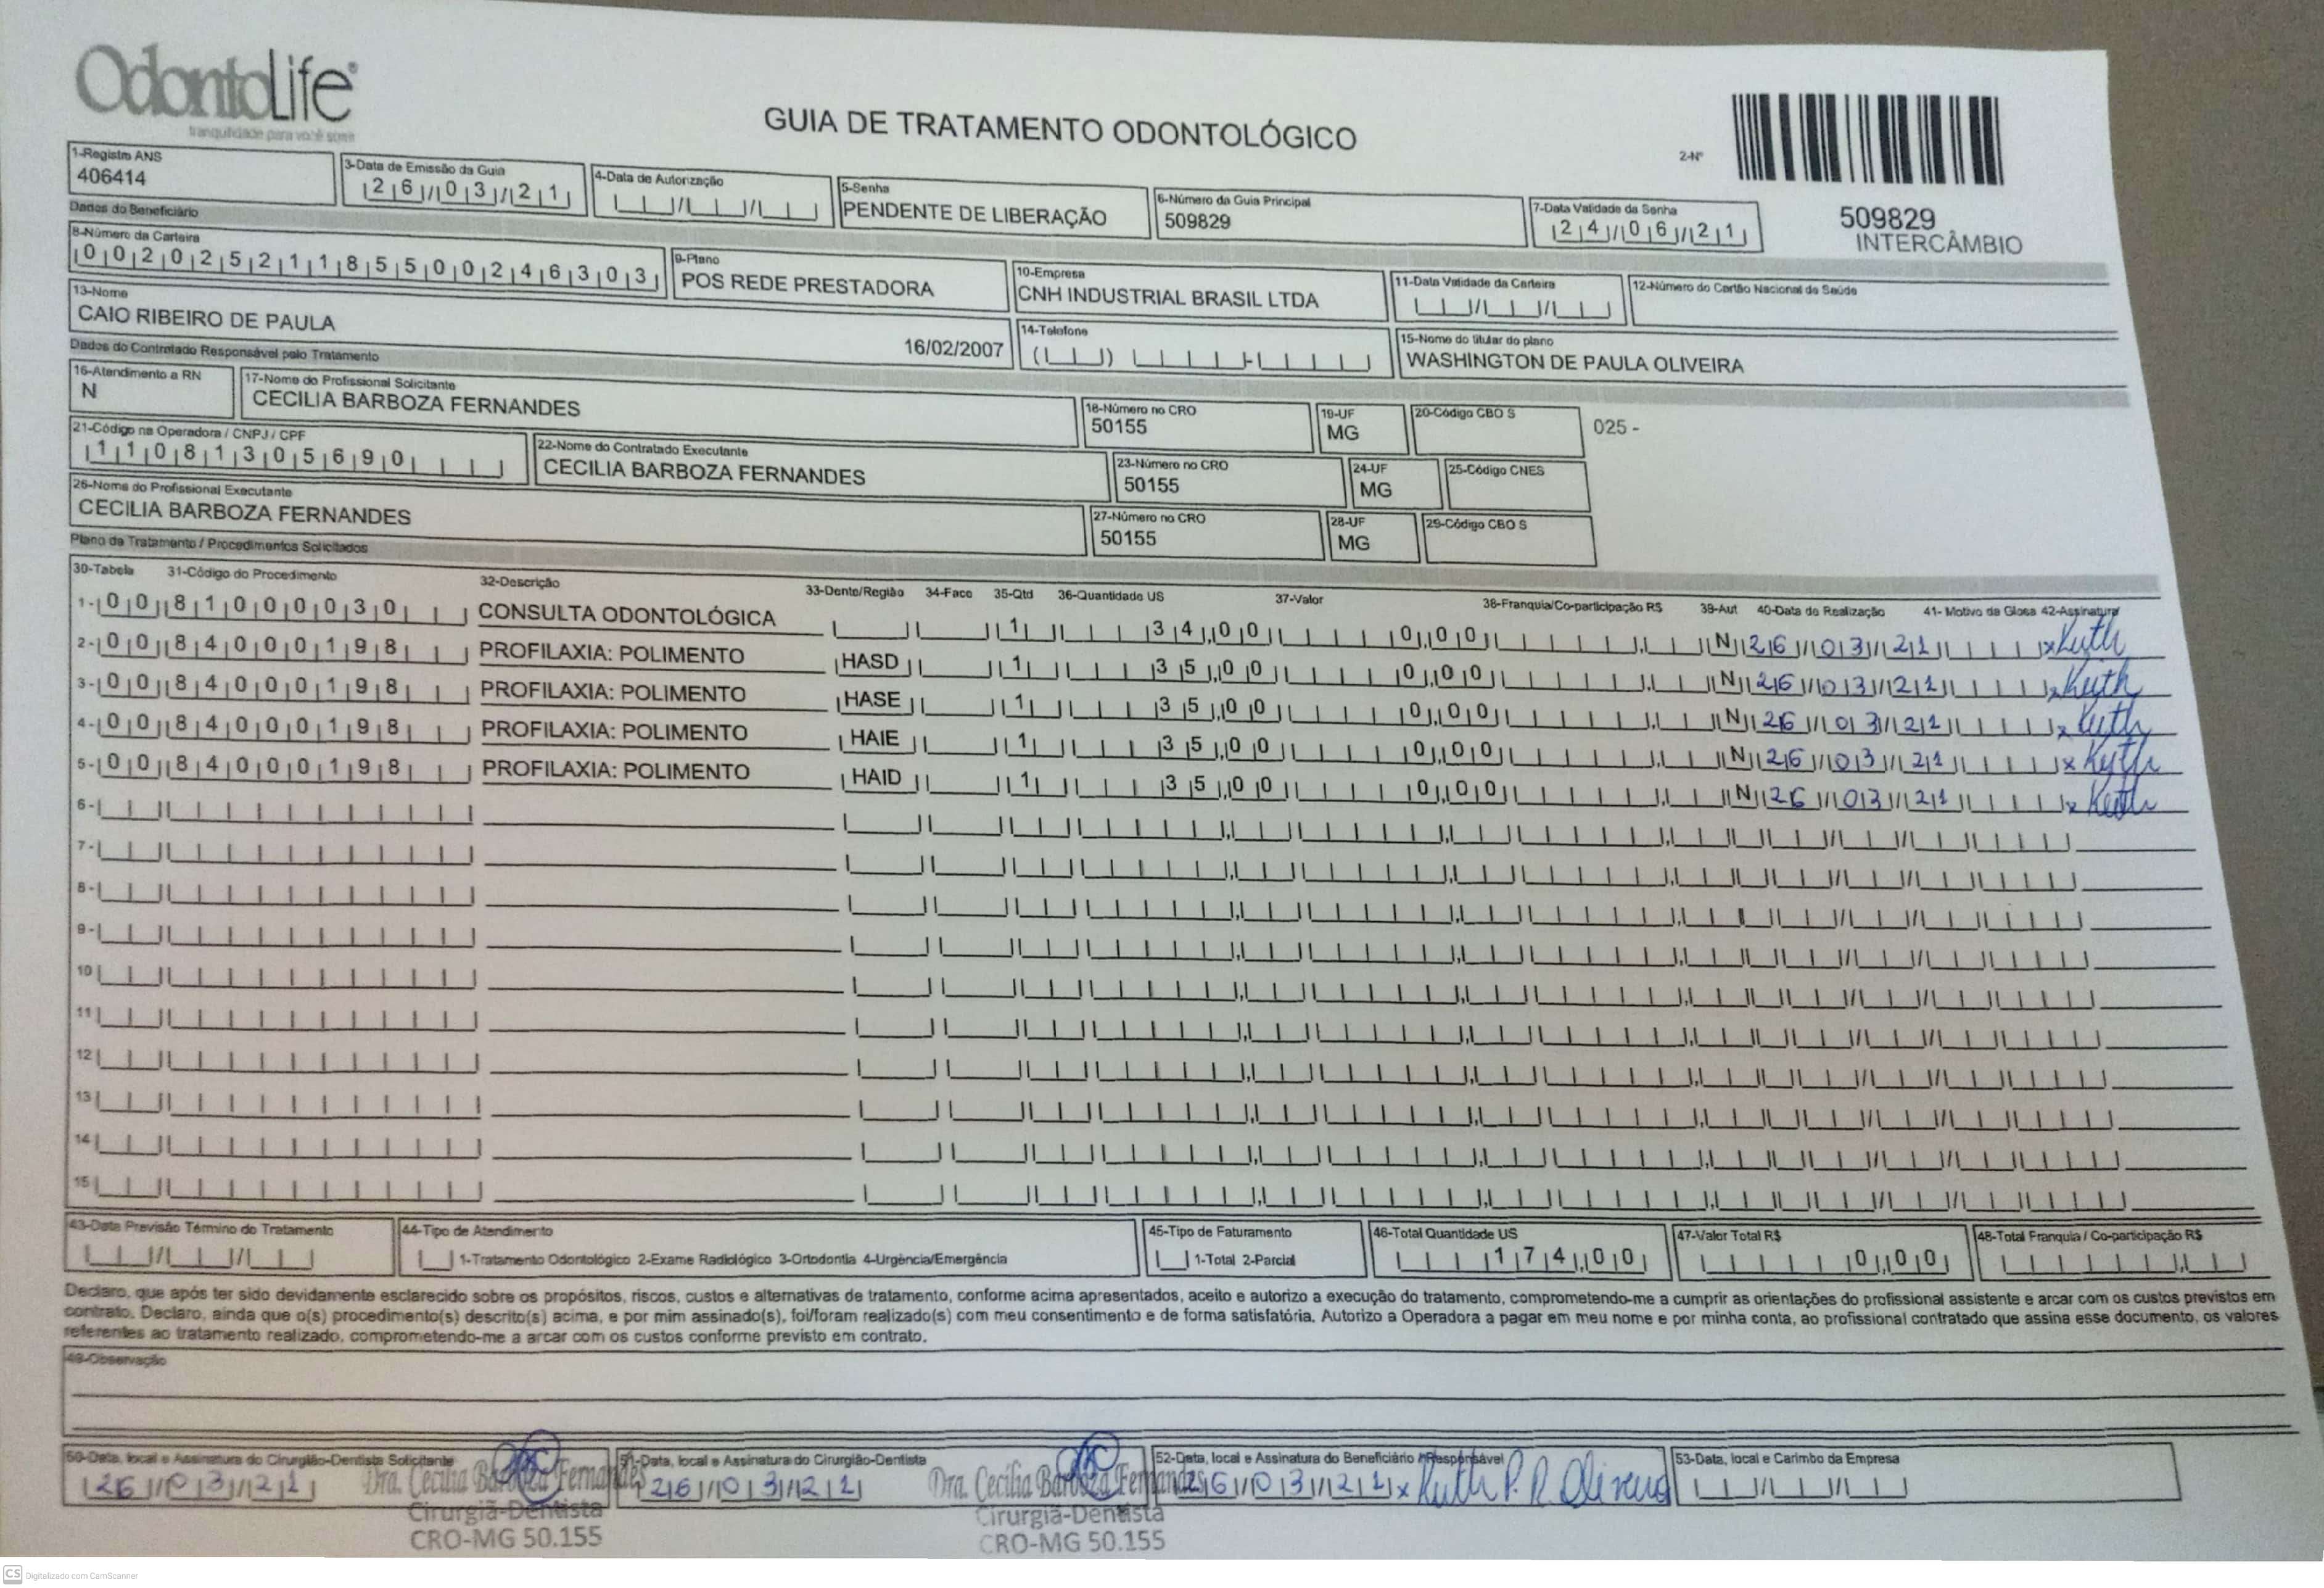 OdontoLife®
tranquilidade para você sorrir
GUIA DE TRATAMENTO ODONTOLÓGICO
2-Nº
509829
INTERCÂMBIO
1-Registro ANS
406414
3-Data de Emissão da Guia
26/03/21
4-Data de Autorização
5-Senha
PENDENTE DE LIBERAÇÃO
6-Número da Guia Principal
509829
7-Data Validade da Senha
24/06/21
Dados do Beneficiário
8-Número da Carteira
00202521185500246303
9-Plano
POS REDE PRESTADORA
10-Empresa
CNH INDUSTRIAL BRASIL LTDA
11-Data Validade da Carteira
12-Número do Cartão Nacional de Saúde
13-Nome
CAIO RIBEIRO DE PAULA 16/02/2007
14-Telefone
15-Nome do titular do plano
WASHINGTON DE PAULA OLIVEIRA
Dados do Contratado Responsável pelo Tratamento
16-Atendimento a RN
N
17-Nome do Profissional Solicitante
CECILIA BARBOZA FERNANDES
18-Número no CRO
50155
19-UF
MG
20-Código CBO S
025 -
21-Código na Operadora / CNPJ / CPF
11081305690
22-Nome do Contratado Executante
CECILIA BARBOZA FERNANDES
23-Número no CRO
50155
24-UF
MG
25-Código CNES
26-Nome do Profissional Executante
CECILIA BARBOZA FERNANDES
27-Número no CRO
50155
28-UF
MG
29-Código CBO S
Plano de Tratamento / Procedimentos Solicitados
30-Tabela 31-Código do Procedimento 32-Descrição 33-Dente/Região 34-Face 35-Qtd 36-Quantidade US 37-Valor 38-Franquia/Co-participação R$ 39-Aut 40-Data de Realização 41- Motivo da Glosa 42-Assinatura
1- 00 81000030 CONSULTA ODONTOLÓGICA 1 34,00 0,00 N 26/03/21 x Ruth
2- 00 84000198 PROFILAXIA: POLIMENTO HASD 1 35,00 0,00 N 26/03/21 x Ruth
3- 00 84000198 PROFILAXIA: POLIMENTO HASE 1 35,00 0,00 N 26/03/21 x Ruth
4- 00 84000198 PROFILAXIA: POLIMENTO HAIE 1 35,00 0,00 N 26/03/21 x Ruth
5- 00 84000198 PROFILAXIA: POLIMENTO HAID 1 35,00 0,00 N 26/03/21 x Ruth
6-
7-
8-
9-
10
11
12
13
14
15
43-Data Previsão Término do Tratamento
44-Tipo de Atendimento
1-Tratamento Odontológico 2-Exame Radiológico 3-Ortodontia 4-Urgência/Emergência
45-Tipo de Faturamento
1-Total 2-Parcial
46-Total Quantidade US
174,00
47-Valor Total R$
0,00
48-Total Franquia / Co-participação R$
Declaro, que após ter sido devidamente esclarecido sobre os propósitos, riscos, custos e alternativas de tratamento, conforme acima apresentados, aceito e autorizo a execução do tratamento, comprometendo-me a cumprir as orientações do profissional assistente e arcar com os custos previstos em
contrato. Declaro, ainda que o(s) procedimento(s) descrito(s) acima, e por mim assinado(s), foi/foram realizado(s) com meu consentimento e de forma satisfatória. Autorizo a Operadora a pagar em meu nome e por minha conta, ao profissional contratado que assina esse documento, os valores
referentes ao tratamento realizado, comprometendo-me a arcar com os custos conforme previsto em contrato.
49-Observação
50-Data, local e Assinatura do Cirurgião-Dentista Solicitante
26/03/21
Dra. Cecília Barboza Fernandes
Cirurgiã-Dentista
CRO-MG 50.155
51-Data, local e Assinatura do Cirurgião-Dentista
26/03/21
Dra. Cecília Barboza Fernandes
Cirurgiã-Dentista
CRO-MG 50.155
52-Data, local e Assinatura do Beneficiário / Responsável
26/03/21 x Ruth P. R. Oliveira
53-Data, local e Carimbo da Empresa
CS Digitalizado com CamScanner